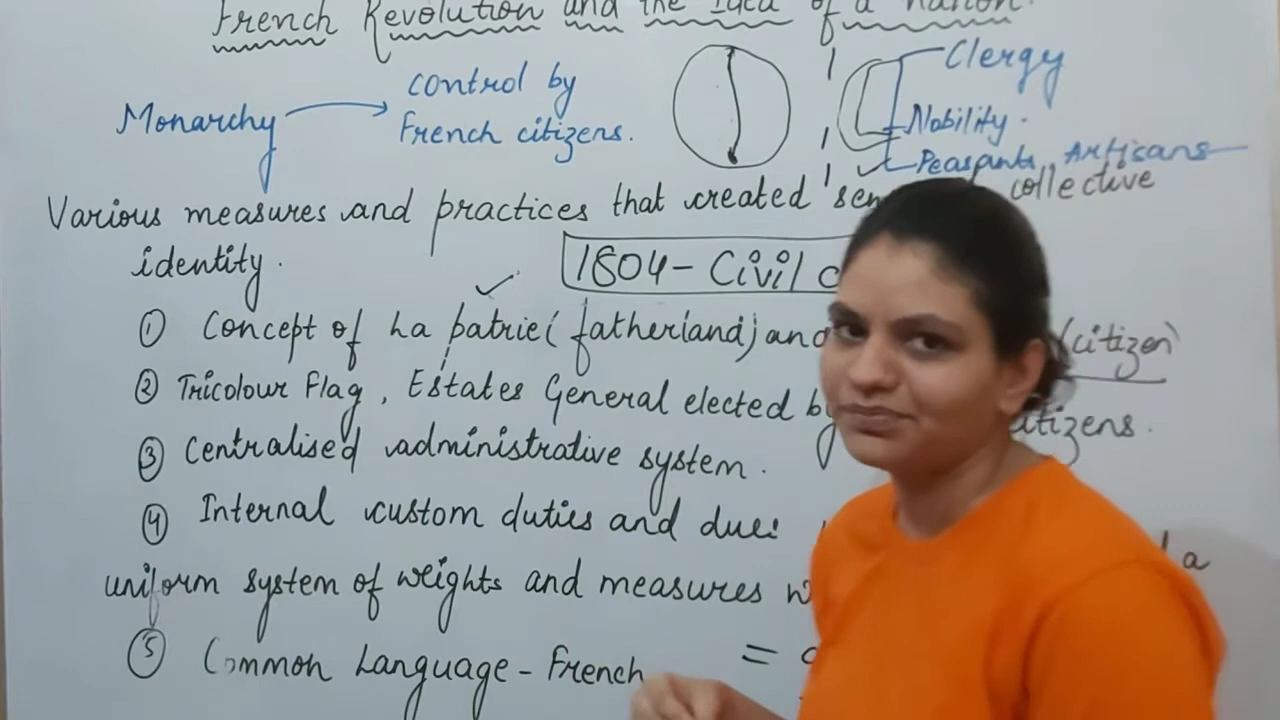 French Revolution and the Idea of a nation.
Monarchy → control by
French citizens.
Clergy
Nobility.
Peasants, Artisans
Various measures and practices that created collective
identity.
1804 - Civil
① Concept of La patrie (fatherland) and (citizen)
② Tricolour Flag, Estates General elected by citizens.
③ Centralised administrative system.
④ Internal custom duties and dues a
uniform system of weights and measures
⑤ Common Language - French =